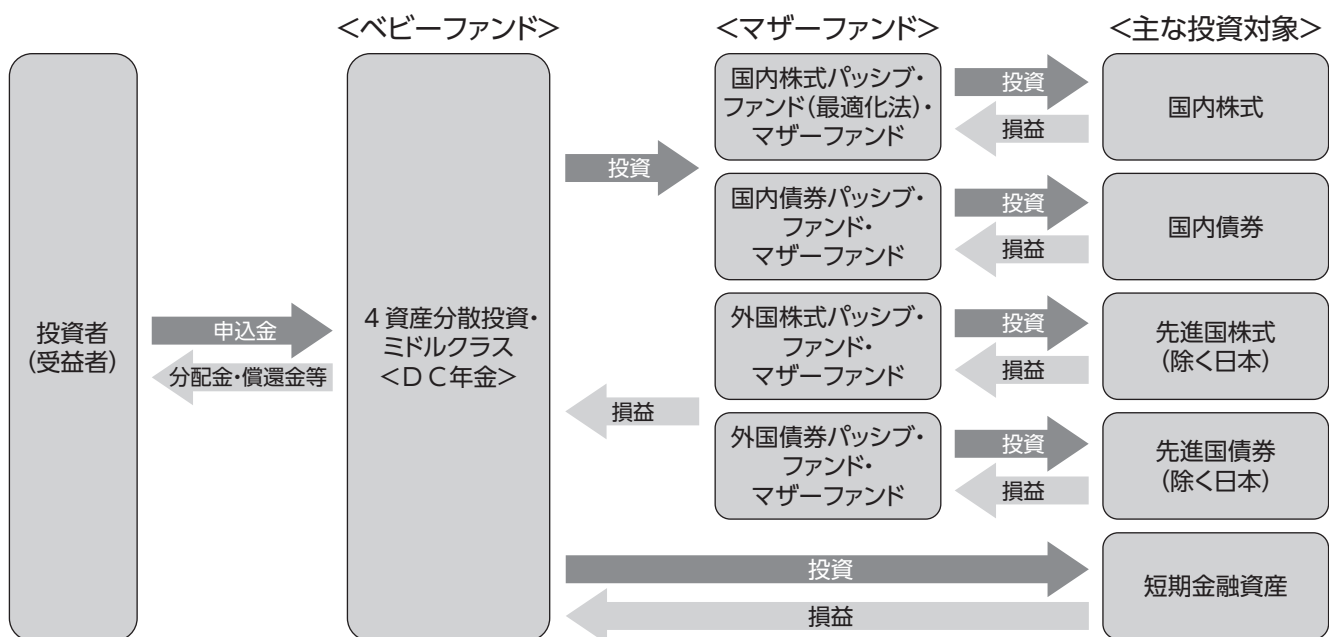 ＜ベビーファンド＞
＜マザーファンド＞
＜主な投資対象＞
投資者
(受益者)
申込金
分配金・償還金等
4 資産分散投資・
ミドルクラス
＜ＤＣ年金＞
投資
損益
国内株式パッシブ・
ファンド(最適化法)・
マザーファンド
投資
損益
国内株式
国内債券パッシブ・
ファンド・
マザーファンド
投資
損益
国内債券
外国株式パッシブ・
ファンド・
マザーファンド
投資
損益
先進国株式
(除く日本)
外国債券パッシブ・
ファンド・
マザーファンド
投資
損益
先進国債券
(除く日本)
投資
損益
短期金融資産